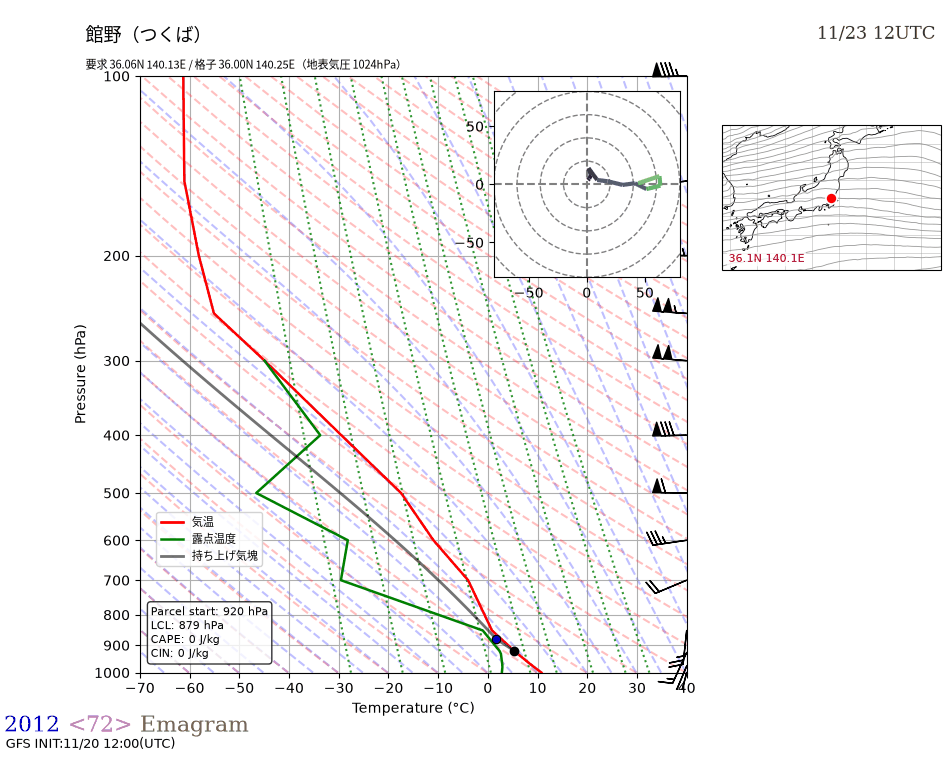 館野（つくば）
11/23 12UTC
要求 36.06N 140.13E / 格子 36.00N 140.25E（地表気圧 1024hPa）
100
200
300
400
500
600
700
800
900
1000
Pressure (hPa)
−70 −60 −50 −40 −30 −20 −10 0 10 20 30 40
Temperature (°C)
50
0
−50
−50 0 50
気温
露点温度
持ち上げ気塊
Parcel start: 920 hPa
LCL: 879 hPa
CAPE: 0 J/kg
CIN: 0 J/kg
36.1N 140.1E
2012 <72> Emagram
GFS INIT:11/20 12:00(UTC)